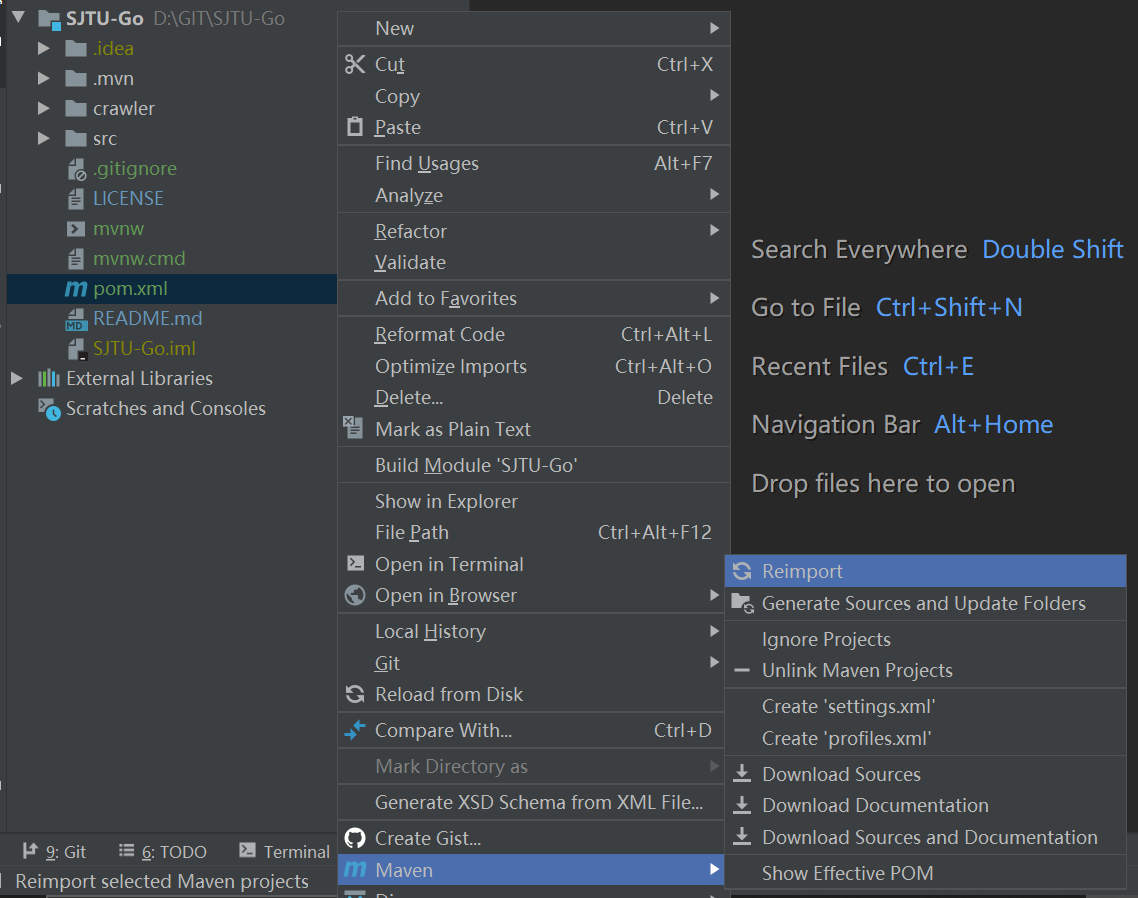 SJTU-Go D:\GIT\SJTU-Go
.idea
.mvn
crawler
src
.gitignore
LICENSE
mvnw
mvnw.cmd
pom.xml
README.md
SJTU-Go.iml
External Libraries
Scratches and Consoles
9: Git 6: TODO Terminal
Reimport selected Maven projects
New
Cut Ctrl+X
Copy
Paste Ctrl+V
Find Usages Alt+F7
Analyze
Refactor
Validate
Add to Favorites
Reformat Code Ctrl+Alt+L
Optimize Imports Ctrl+Alt+O
Delete... Delete
Mark as Plain Text
Build Module 'SJTU-Go'
Show in Explorer
File Path Ctrl+Alt+F12
Open in Terminal
Open in Browser
Local History
Git
Reload from Disk
Compare With... Ctrl+D
Mark Directory as
Generate XSD Schema from XML File...
Create Gist...
Maven
Search Everywhere Double Shift
Go to File Ctrl+Shift+N
Recent Files Ctrl+E
Navigation Bar Alt+Home
Drop files here to open
Reimport
Generate Sources and Update Folders
Ignore Projects
Unlink Maven Projects
Create 'settings.xml'
Create 'profiles.xml'
Download Sources
Download Documentation
Download Sources and Documentation
Show Effective POM